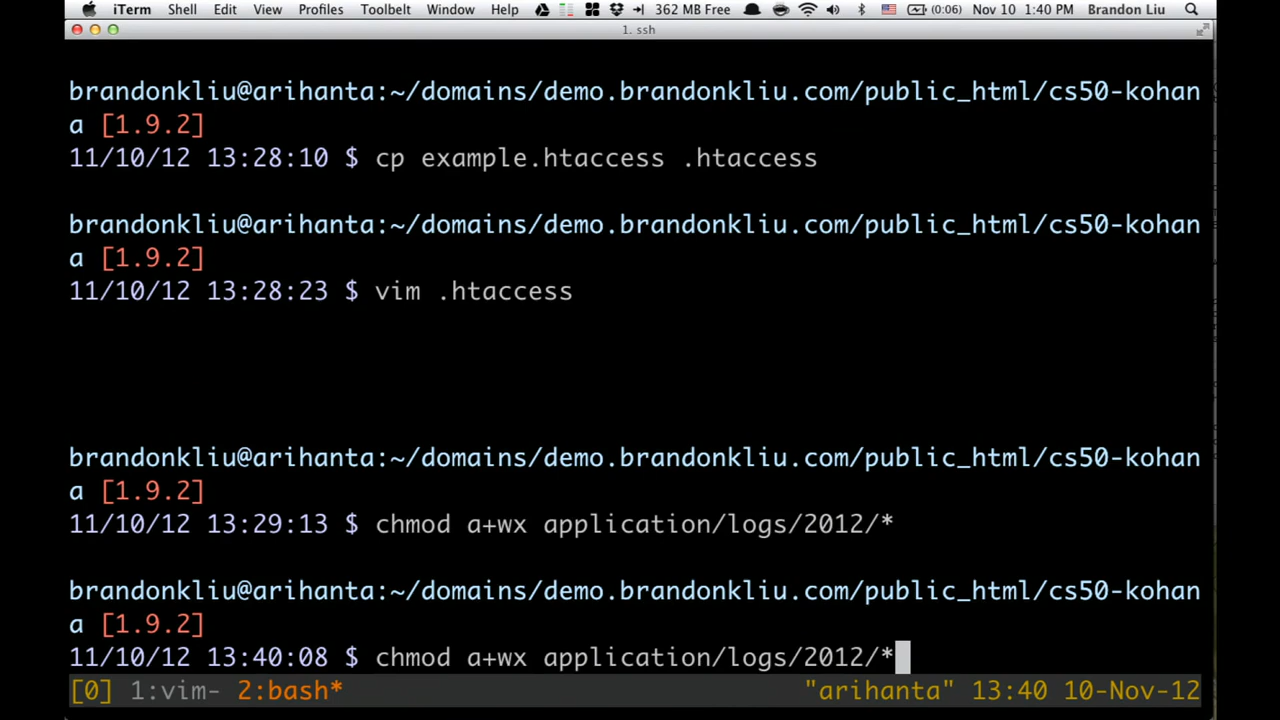 iTerm Shell Edit View Profiles Toolbelt Window Help 362 MB Free (0:06) Nov 10 1:40 PM Brandon Liu
1. ssh
brandonkliu@arihanta:~/domains/demo.brandonkliu.com/public_html/cs50-kohan
a [1.9.2]
11/10/12 13:28:10 $ cp example.htaccess .htaccess
brandonkliu@arihanta:~/domains/demo.brandonkliu.com/public_html/cs50-kohan
a [1.9.2]
11/10/12 13:28:23 $ vim .htaccess
brandonkliu@arihanta:~/domains/demo.brandonkliu.com/public_html/cs50-kohan
a [1.9.2]
11/10/12 13:29:13 $ chmod a+wx application/logs/2012/*
brandonkliu@arihanta:~/domains/demo.brandonkliu.com/public_html/cs50-kohan
a [1.9.2]
11/10/12 13:40:08 $ chmod a+wx application/logs/2012/*
[0] 1:vim- 2:bash* "arihanta" 13:40 10-Nov-12